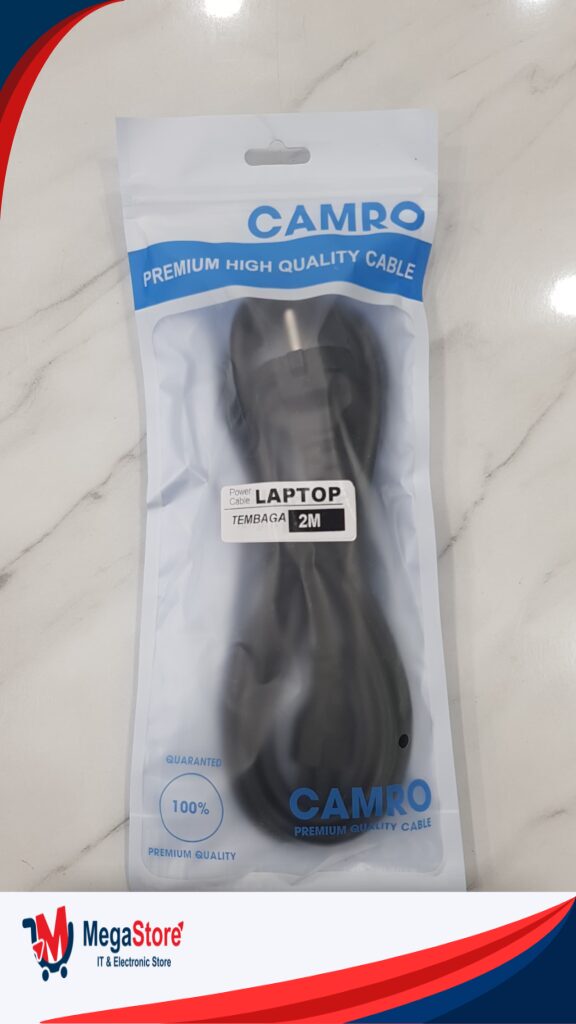 CAMRO
PREMIUM HIGH QUALITY CABLE
Power Cable LAPTOP
TEMBAGA 2M
QUARANTED
100%
PREMIUM QUALITY
CAMRO
PREMIUM QUALITY CABLE
MegaStore
IT & Electronic Store